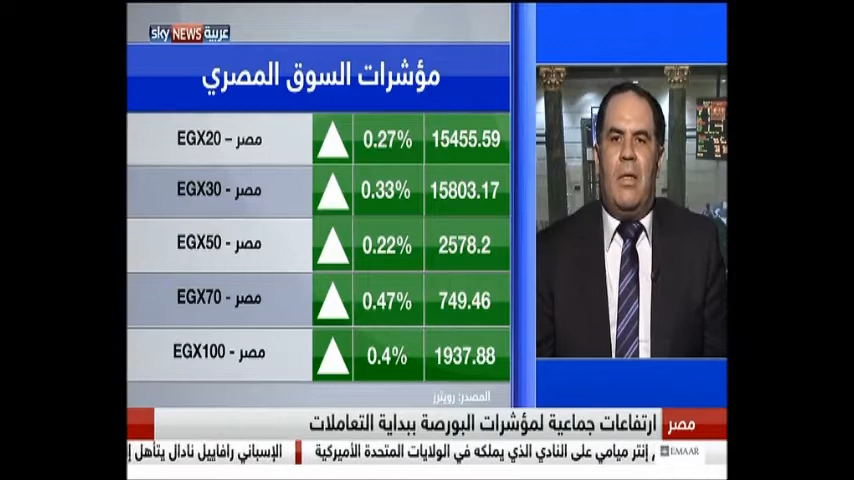 sky NEWS عربية
مؤشرات السوق المصري
مصر – EGX20 0.27% 15455.59
مصر - EGX30 0.33% 15803.17
مصر - EGX50 0.22% 2578.2
مصر - EGX70 0.47% 749.46
مصر - EGX100 0.4% 1937.88
المصدر: رويترز
مصر ارتفاعات جماعية لمؤشرات البورصة ببداية التعاملات
EMAAR إنتر ميامي على النادي الذي يملكه في الولايات المتحدة الأميركية
الإسباني رافاييل نادال يتأهل